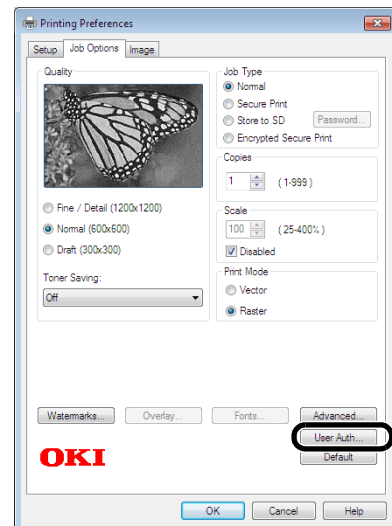 Printing Preferences
Setup Job Options Image
Quality
Fine / Detail (1200x1200)
Normal (600x600)
Draft (300x300)
Toner Saving:
Off
Job Type
Normal
Secure Print
Store to SD Password...
Encrypted Secure Print
Copies
1 (1-999)
Scale
100 (25-400%)
Disabled
Print Mode
Vector
Raster
Watermarks... Overlay... Fonts... Advanced...
User Auth...
OKI Default
OK Cancel Help